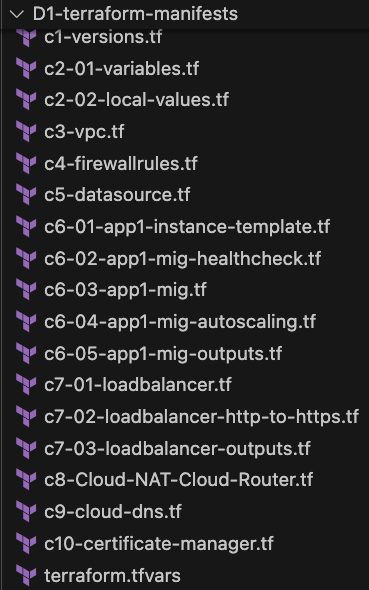 D1-terraform-manifests
c1-versions.tf
c2-01-variables.tf
c2-02-local-values.tf
c3-vpc.tf
c4-firewallrules.tf
c5-datasource.tf
c6-01-app1-instance-template.tf
c6-02-app1-mig-healthcheck.tf
c6-03-app1-mig.tf
c6-04-app1-mig-autoscaling.tf
c6-05-app1-mig-outputs.tf
c7-01-loadbalancer.tf
c7-02-loadbalancer-http-to-https.tf
c7-03-loadbalancer-outputs.tf
c8-Cloud-NAT-Cloud-Router.tf
c9-cloud-dns.tf
c10-certificate-manager.tf
terraform.tfvars